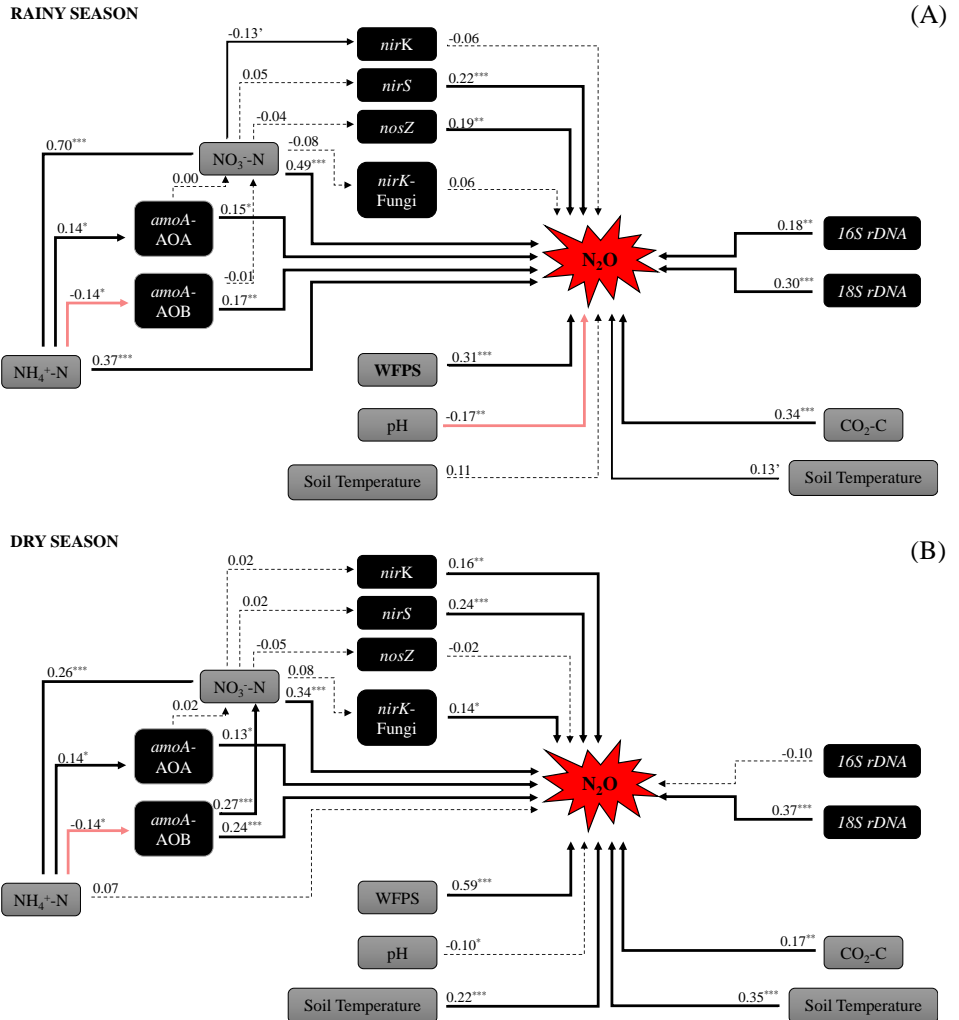 RAINY SEASON
(A)
-0.13’
nirK
-0.06
0.05
nirS
0.22***
-0.04
nosZ
0.19**
0.70***
NO₃⁻-N
-0.08
0.49***
nirK-
Fungi
0.06
0.00
amoA-
AOA
0.15*
0.14*
N₂O
0.18**
16S rDNA
-0.01
-0.14*
amoA-
AOB
0.17**
0.30***
18S rDNA
NH₄⁺-N
0.37***
WFPS
0.31***
pH
-0.17**
0.34***
CO₂-C
Soil Temperature
0.11
0.13’
Soil Temperature
DRY SEASON
(B)
0.02
nirK
0.16**
0.02
nirS
0.24***
-0.05
nosZ
-0.02
0.26***
NO₃⁻-N
0.08
0.34***
nirK-
Fungi
0.14*
0.02
amoA-
AOA
0.13*
0.14*
N₂O
-0.10
16S rDNA
0.27***
-0.14*
amoA-
AOB
0.24***
0.37***
18S rDNA
NH₄⁺-N
0.07
WFPS
0.59***
pH
-0.10*
0.17**
CO₂-C
Soil Temperature
0.22***
0.35***
Soil Temperature